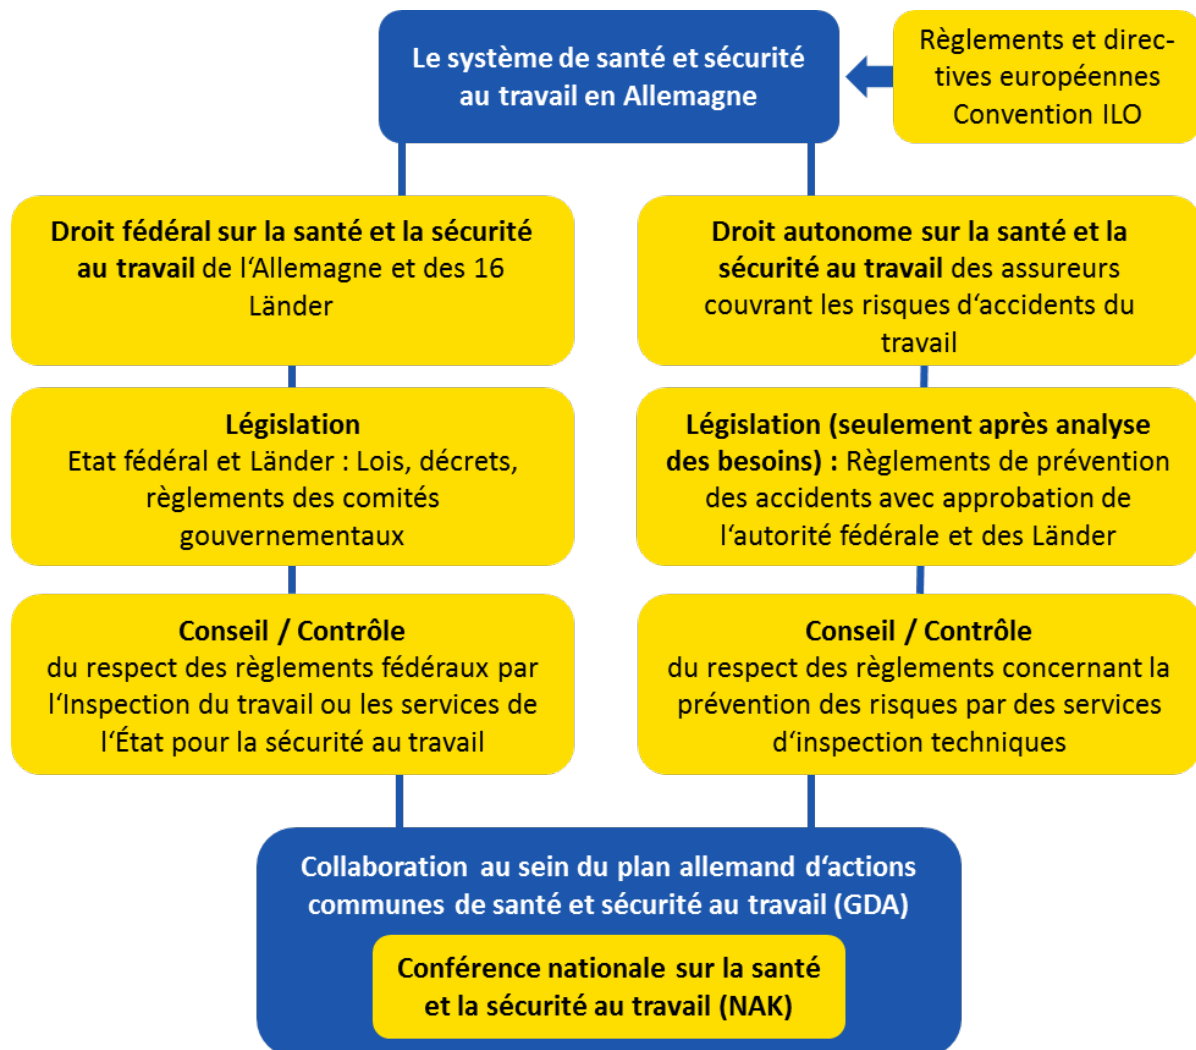 Le système de santé et sécurité
au travail en Allemagne
Règlements et direc-
tives européennes
Convention ILO
Droit fédéral sur la santé et la sécurité
au travail de l‘Allemagne et des 16
Länder
Droit autonome sur la santé et la
sécurité au travail des assureurs
couvrant les risques d‘accidents du
travail
Législation
Etat fédéral et Länder : Lois, décrets,
règlements des comités
gouvernementaux
Législation (seulement après analyse
des besoins) : Règlements de prévention
des accidents avec approbation de
l‘autorité fédérale et des Länder
Conseil / Contrôle
du respect des règlements fédéraux par
l‘Inspection du travail ou les services de
l‘État pour la sécurité au travail
Conseil / Contrôle
du respect des règlements concernant la
prévention des risques par des services
d‘inspection techniques
Collaboration au sein du plan allemand d‘actions
communes de santé et sécurité au travail (GDA)
Conférence nationale sur la santé
et la sécurité au travail (NAK)